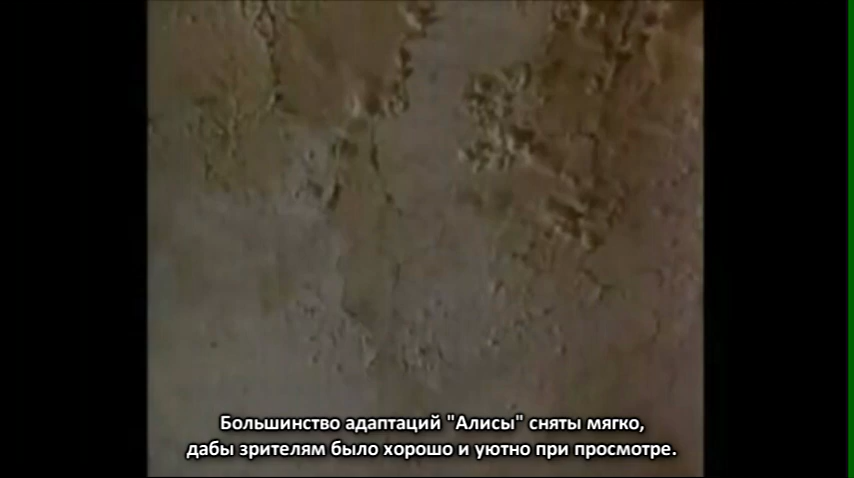 Большинство адаптаций "Алисы" сняты мягко,
дабы зрителям было хорошо и уютно при просмотре.